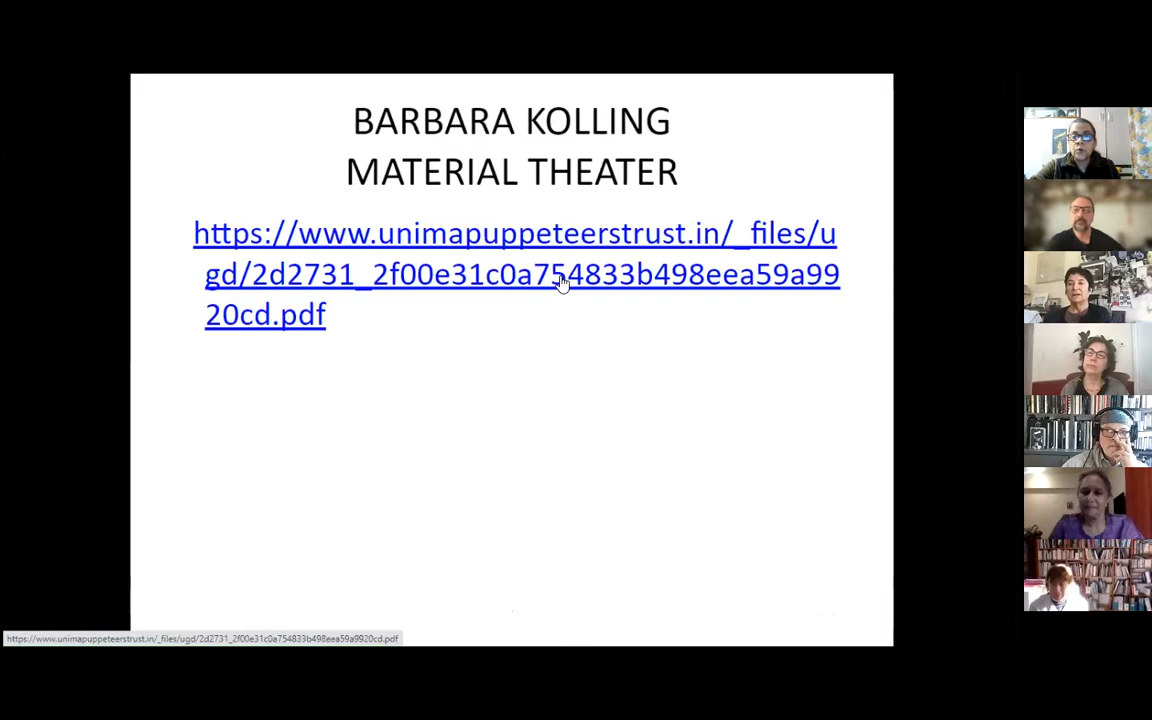 BARBARA KOLLING
MATERIAL THEATER
https://www.unimapuppeteerstrust.in/_files/u
gd/2d2731_2f00e31c0a754833b498eea59a99
20cd.pdf
https://www.unimapuppeteerstrust.in/_files/ugd/2d2731_2f00e31c0a754833b498eea59a9920cd.pdf